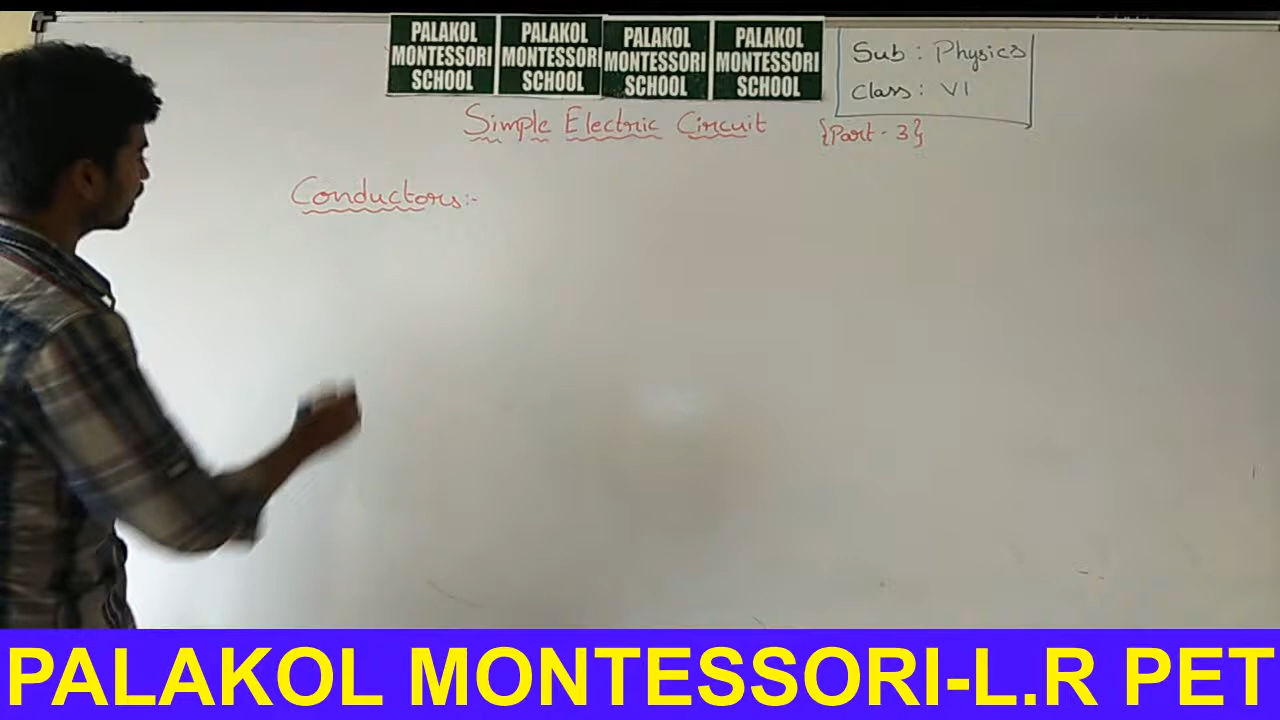 PALAKOL
MONTESSORI
SCHOOL
PALAKOL
MONTESSORI
SCHOOL
PALAKOL
MONTESSORI
SCHOOL
PALAKOL
MONTESSORI
SCHOOL
Sub : Physics
Class : VI
Simple Electric Circuit {Part - 3}
Conductors:-
PALAKOL MONTESSORI-L.R PET